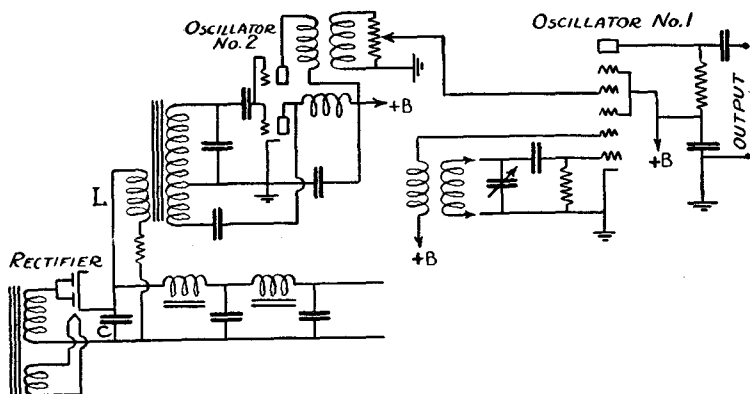 OSCILLATOR
No. 2
OSCILLATOR No. 1
+B
+B
OUTPUT
L
+B
RECTIFIER
C